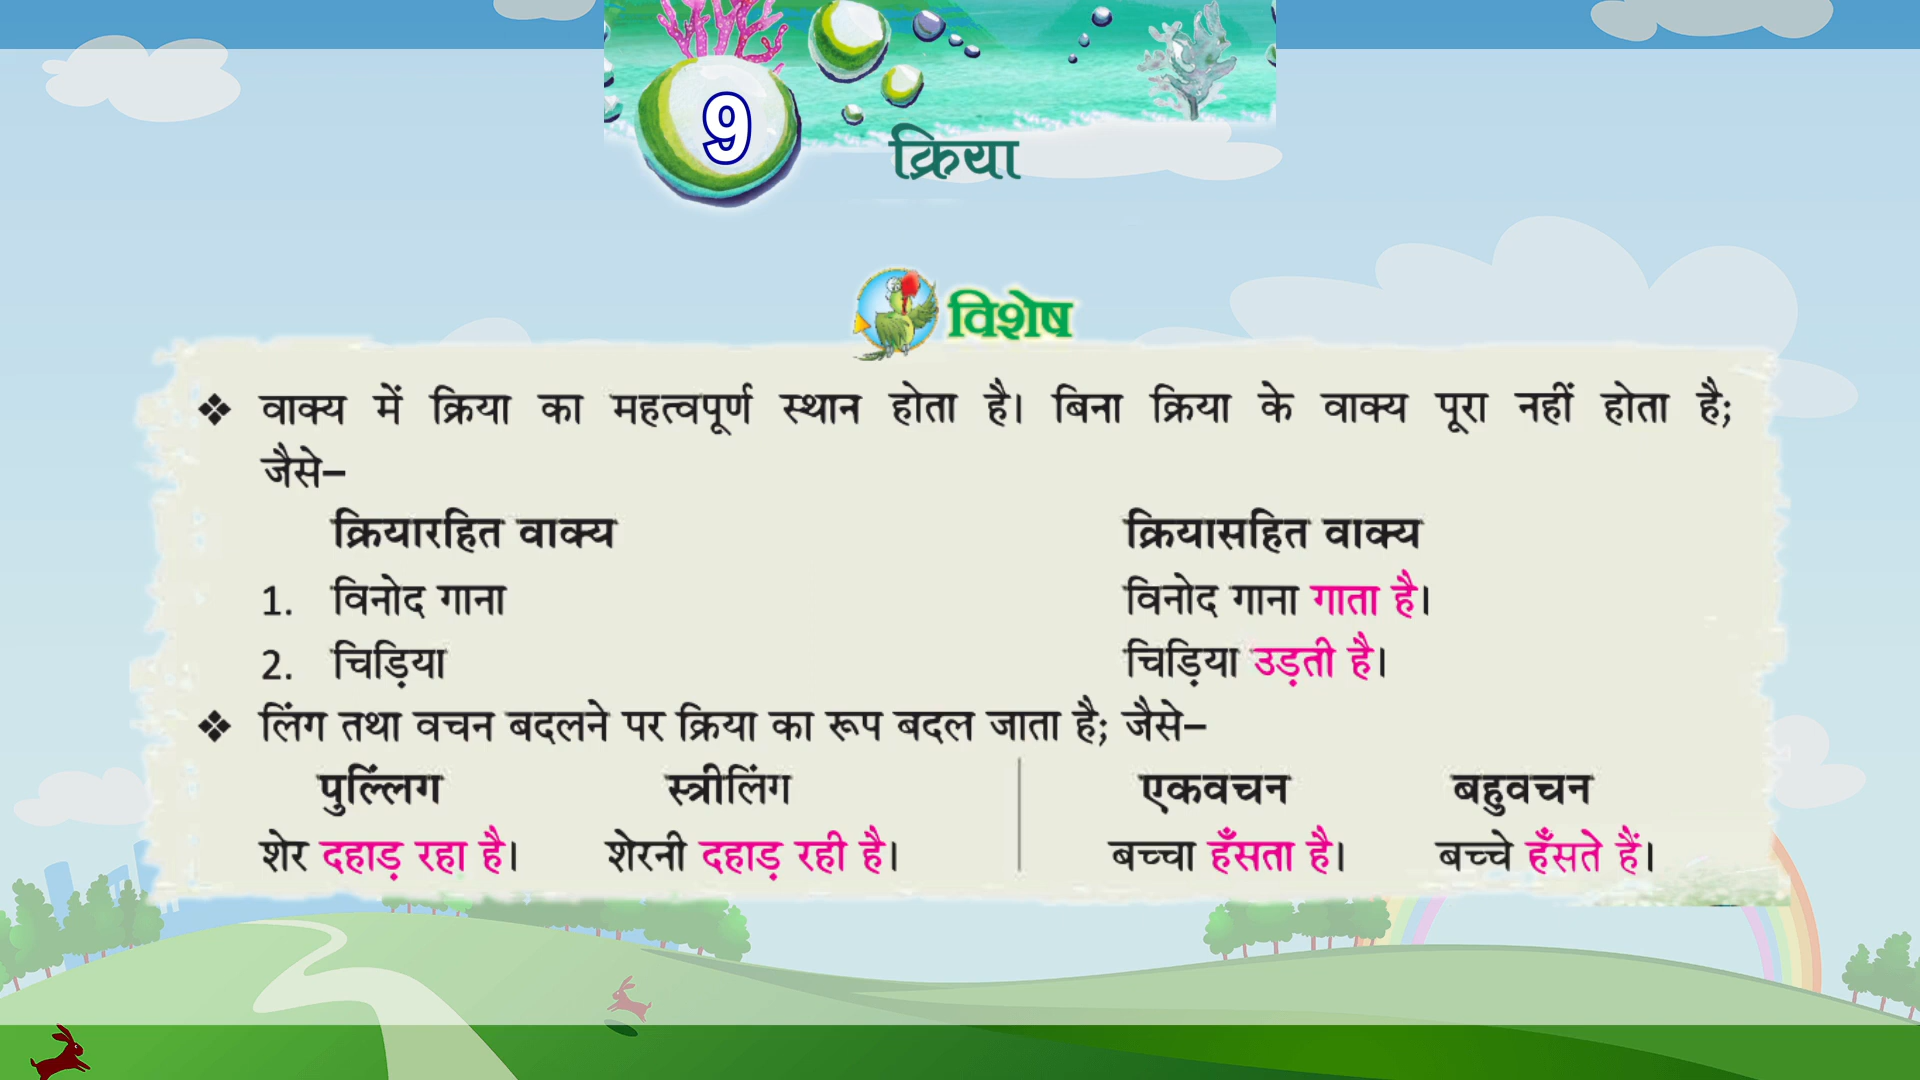 9
क्रिया
विशेष
❖ वाक्य में क्रिया का महत्वपूर्ण स्थान होता है। बिना क्रिया के वाक्य पूरा नहीं होता है;
जैसे–
क्रियारहित वाक्य क्रियासहित वाक्य
1. विनोद गाना विनोद गाना गाता है।
2. चिड़िया चिड़िया उड़ती है।
❖ लिंग तथा वचन बदलने पर क्रिया का रूप बदल जाता है; जैसे–
पुल्लिंग स्त्रीलिंग एकवचन बहुवचन
शेर दहाड़ रहा है। शेरनी दहाड़ रही है। बच्चा हँसता है। बच्चे हँसते हैं।